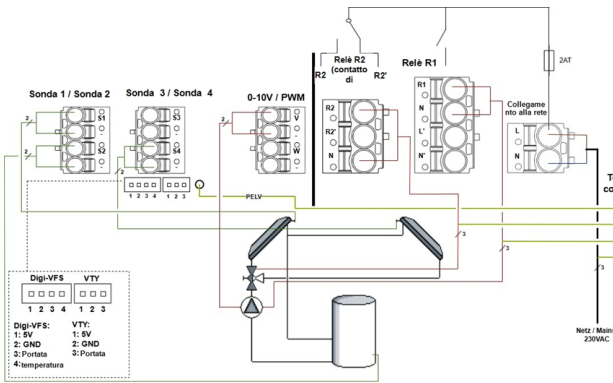 Relè R2
(contatto
di
R2
R2'
Relè R1
2AT
Sonda 1 / Sonda 2
Sonda 3 / Sonda 4
0-10V / PWM
Collegame
nto alla rete
2
S1
-
S2
-
S3
-
S4
-
2
2
2
V
-
W
R2
N
R2'
N
R1
N
L'
N'
L
N
1 2 3 4
1 2 3
PELV
T
co
3
3
3
Digi-VFS
VTY
1 2 3 4
1 2 3
Digi-VFS:
1: 5V
2: GND
3: Portata
4: temperatura
VTY:
1: 5V
2: GND
3: Portata
Netz / Mains
230VAC